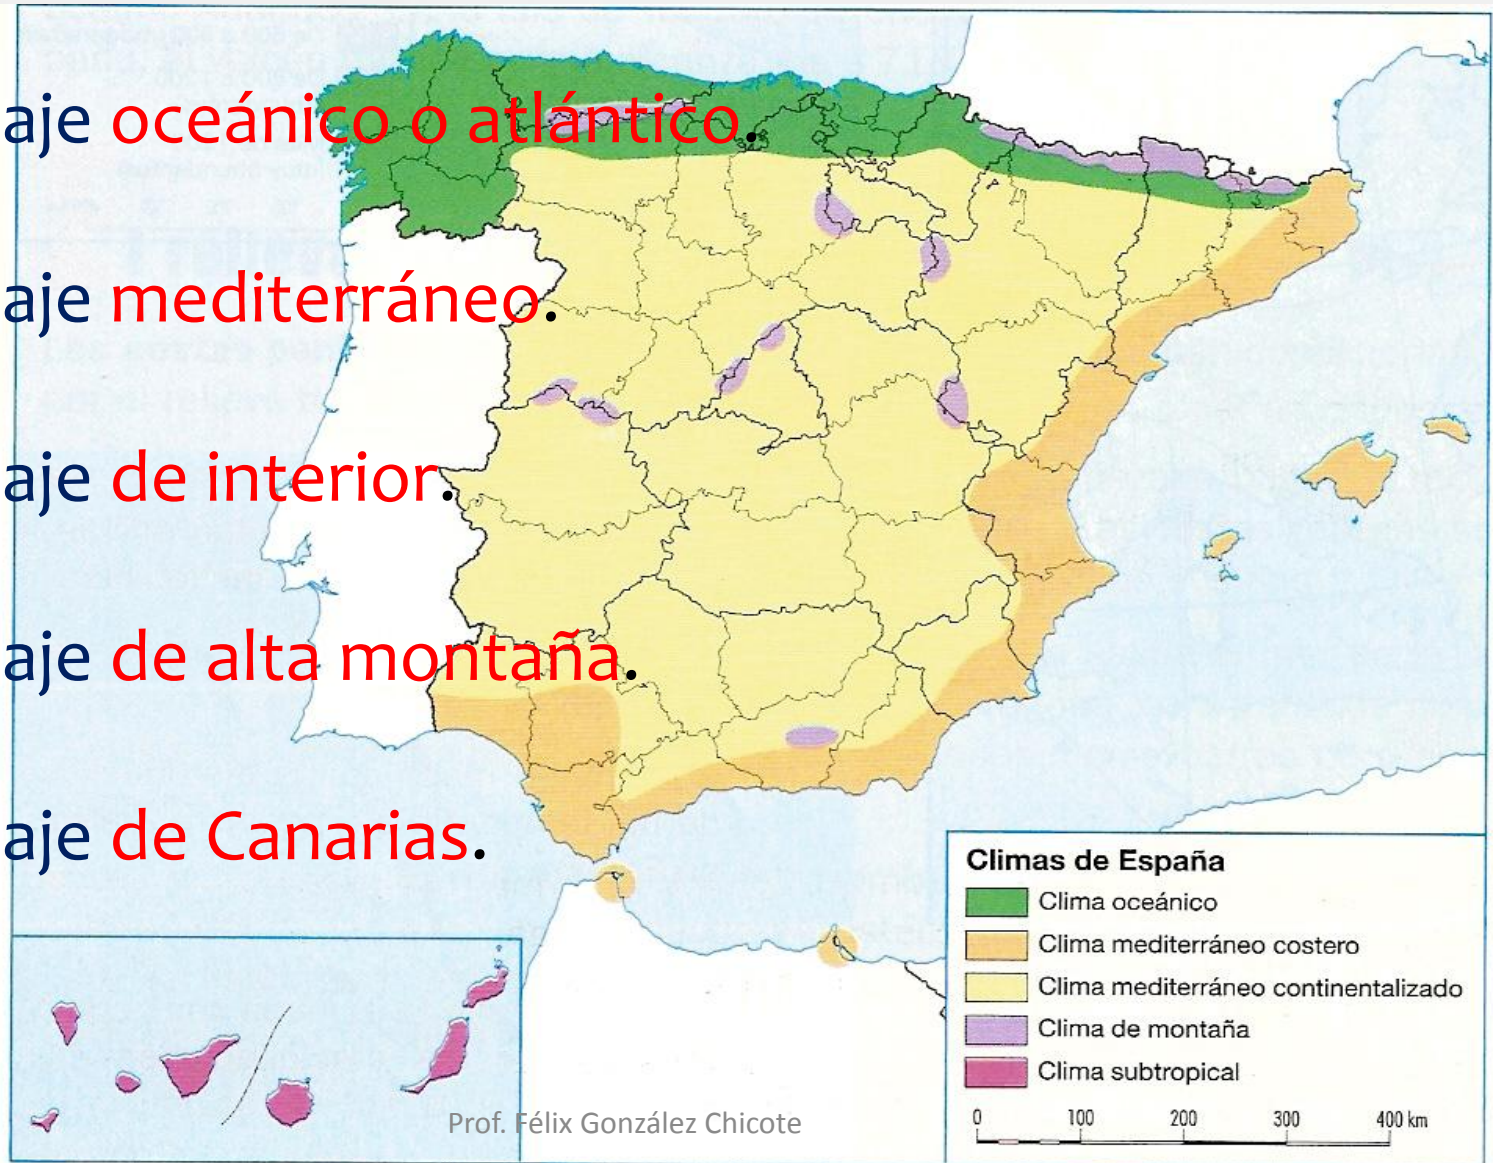 aje oceánico o atlántico.
aje mediterráneo.
aje de interior.
aje de alta montaña.
aje de Canarias.
Climas de España
Clima oceánico
Clima mediterráneo costero
Clima mediterráneo continentalizado
Clima de montaña
Clima subtropical
0 100 200 300 400 km
Prof. Félix González Chicote